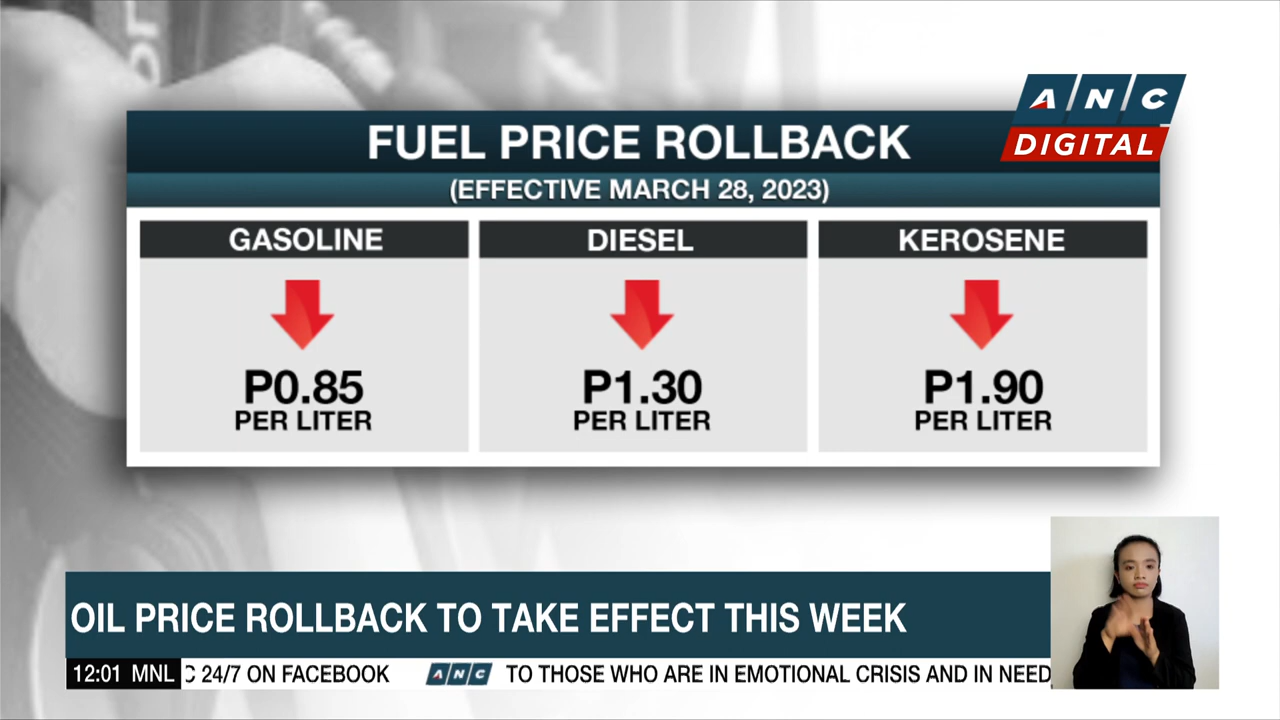 ANC
DIGITAL
FUEL PRICE ROLLBACK
(EFFECTIVE MARCH 28, 2023)
GASOLINE
P0.85
PER LITER
DIESEL
P1.30
PER LITER
KEROSENE
P1.90
PER LITER
OIL PRICE ROLLBACK TO TAKE EFFECT THIS WEEK
12:01 MNL C 24/7 ON FACEBOOK ANC TO THOSE WHO ARE IN EMOTIONAL CRISIS AND IN NEED